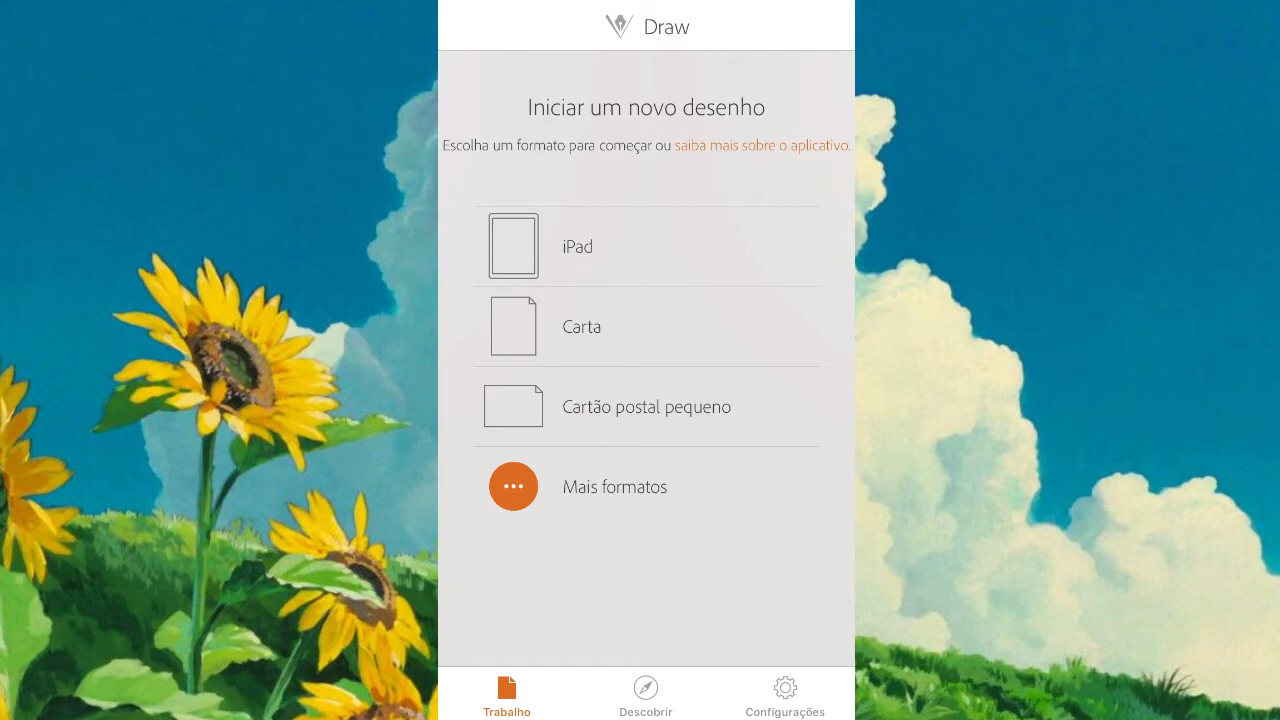 Draw
Iniciar um novo desenho
Escolha um formato para começar ou saiba mais sobre o aplicativo.
iPad
Carta
Cartão postal pequeno
Mais formatos
Trabalho
Descobrir
Configurações